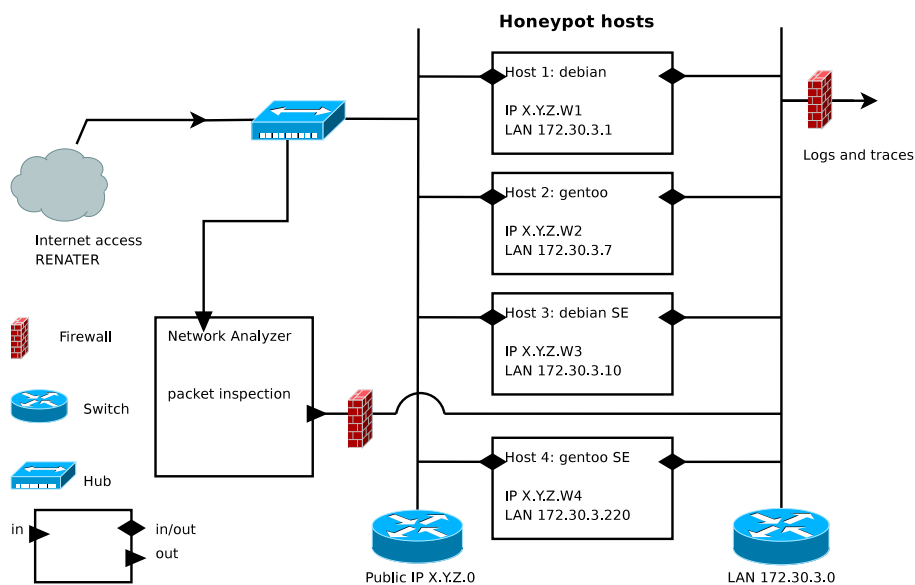 Honeypot hosts
Host 1: debian
IP X.Y.Z.W1
LAN 172.30.3.1
Logs and traces
Host 2: gentoo
IP X.Y.Z.W2
LAN 172.30.3.7
Internet access
RENATER
Host 3: debian SE
IP X.Y.Z.W3
LAN 172.30.3.10
Network Analyzer
packet inspection
Firewall
Switch
Host 4: gentoo SE
IP X.Y.Z.W4
LAN 172.30.3.220
Hub
in
in/out
out
Public IP X.Y.Z.0
LAN 172.30.3.0